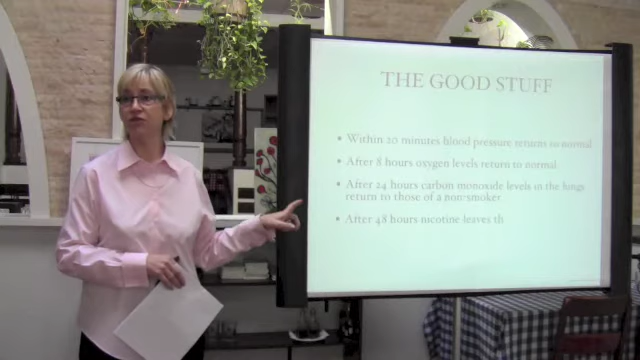 THE GOOD STUFF
• Within 20 minutes blood pressure returns to normal
• After 8 hours oxygen levels return to normal
• After 24 hours carbon monoxide levels in the lungs
return to those of a non-smoker.
• After 48 hours nicotine leaves th